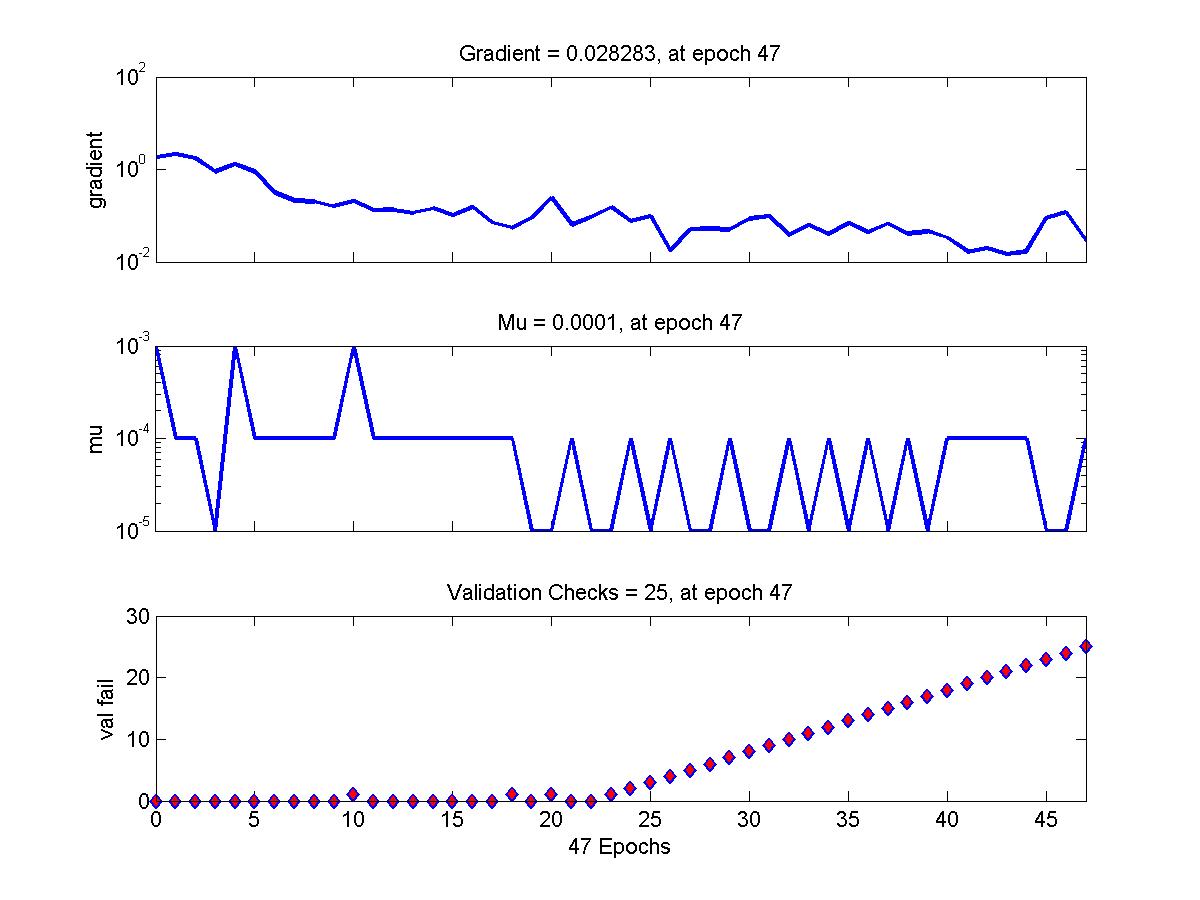 Gradient = 0.028283, at epoch 47
10^2
10^0
10^-2
gradient
Mu = 0.0001, at epoch 47
10^-3
10^-4
10^-5
mu
Validation Checks = 25, at epoch 47
30
20
10
0
val fail
0 5 10 15 20 25 30 35 40 45
47 Epochs